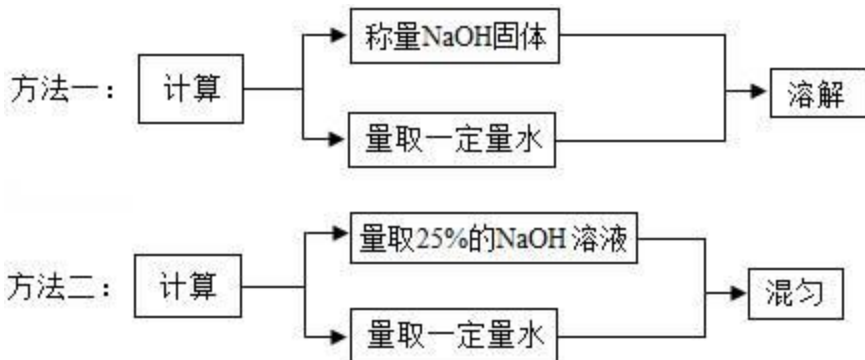 称量NaOH固体
方法一： 计算 溶解
量取一定量水
量取25%的NaOH 溶液
方法二： 计算 混匀
量取一定量水